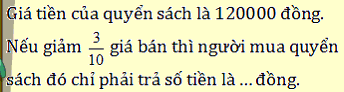 Giá tiền của quyển sách là 120000 đồng.
Nếu giảm 3/10 giá bán thì người mua quyển
sách đó chỉ phải trả số tiền là ... đồng.